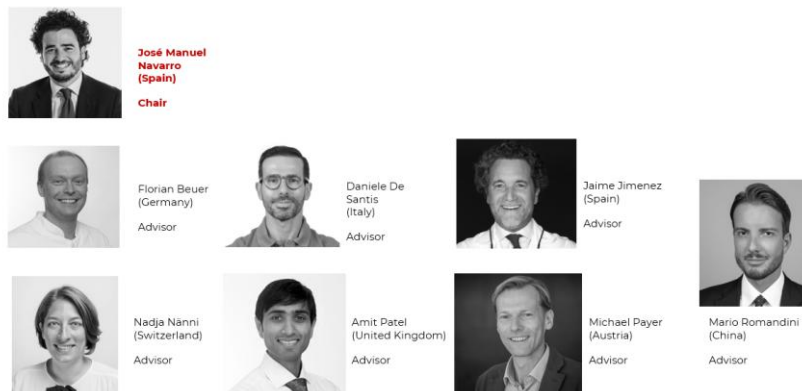 José Manuel
Navarro
(Spain)
Chair
Florian Beuer
(Germany)
Advisor
Daniele De
Santis
(Italy)
Advisor
Jaime Jimenez
(Spain)
Advisor
Nadja Nänni
(Switzerland)
Advisor
Amit Patel
(United Kingdom)
Advisor
Michael Payer
(Austria)
Advisor
Mario Romandini
(China)
Advisor